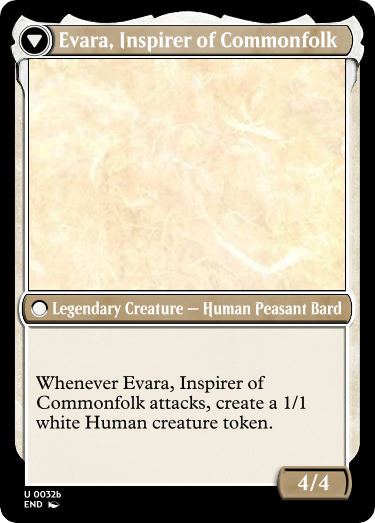 Evara, Inspirer of Commonfolk
Legendary Creature — Human Peasant Bard
Whenever Evara, Inspirer of
Commonfolk attacks, create a 1/1
white Human creature token.
4/4
U 0032b
END